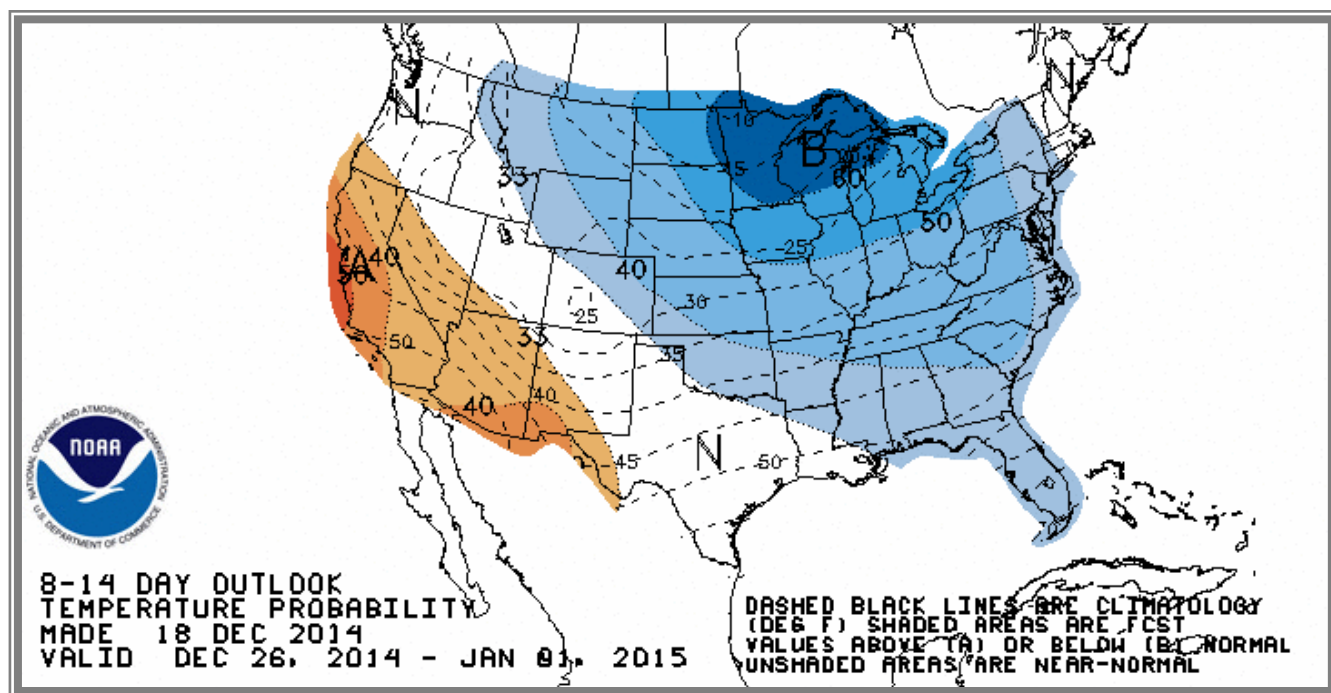 N
N
10
B
33
15
60
50
25
A
40
50
40
30
25
33
35
50
40
40
45
N
50
NATIONAL OCEANIC AND ATMOSPHERIC ADMINISTRATION
NOAA
U.S. DEPARTMENT OF COMMERCE
8-14 DAY OUTLOOK
TEMPERATURE PROBABILITY
MADE 18 DEC 2014
VALID DEC 26, 2014 - JAN 01, 2015
DASHED BLACK LINES ARE CLIMATOLOGY
(DEG F) SHADED AREAS ARE FCST
VALUES ABOVE (A) OR BELOW (B) NORMAL
UNSHADED AREAS ARE NEAR-NORMAL